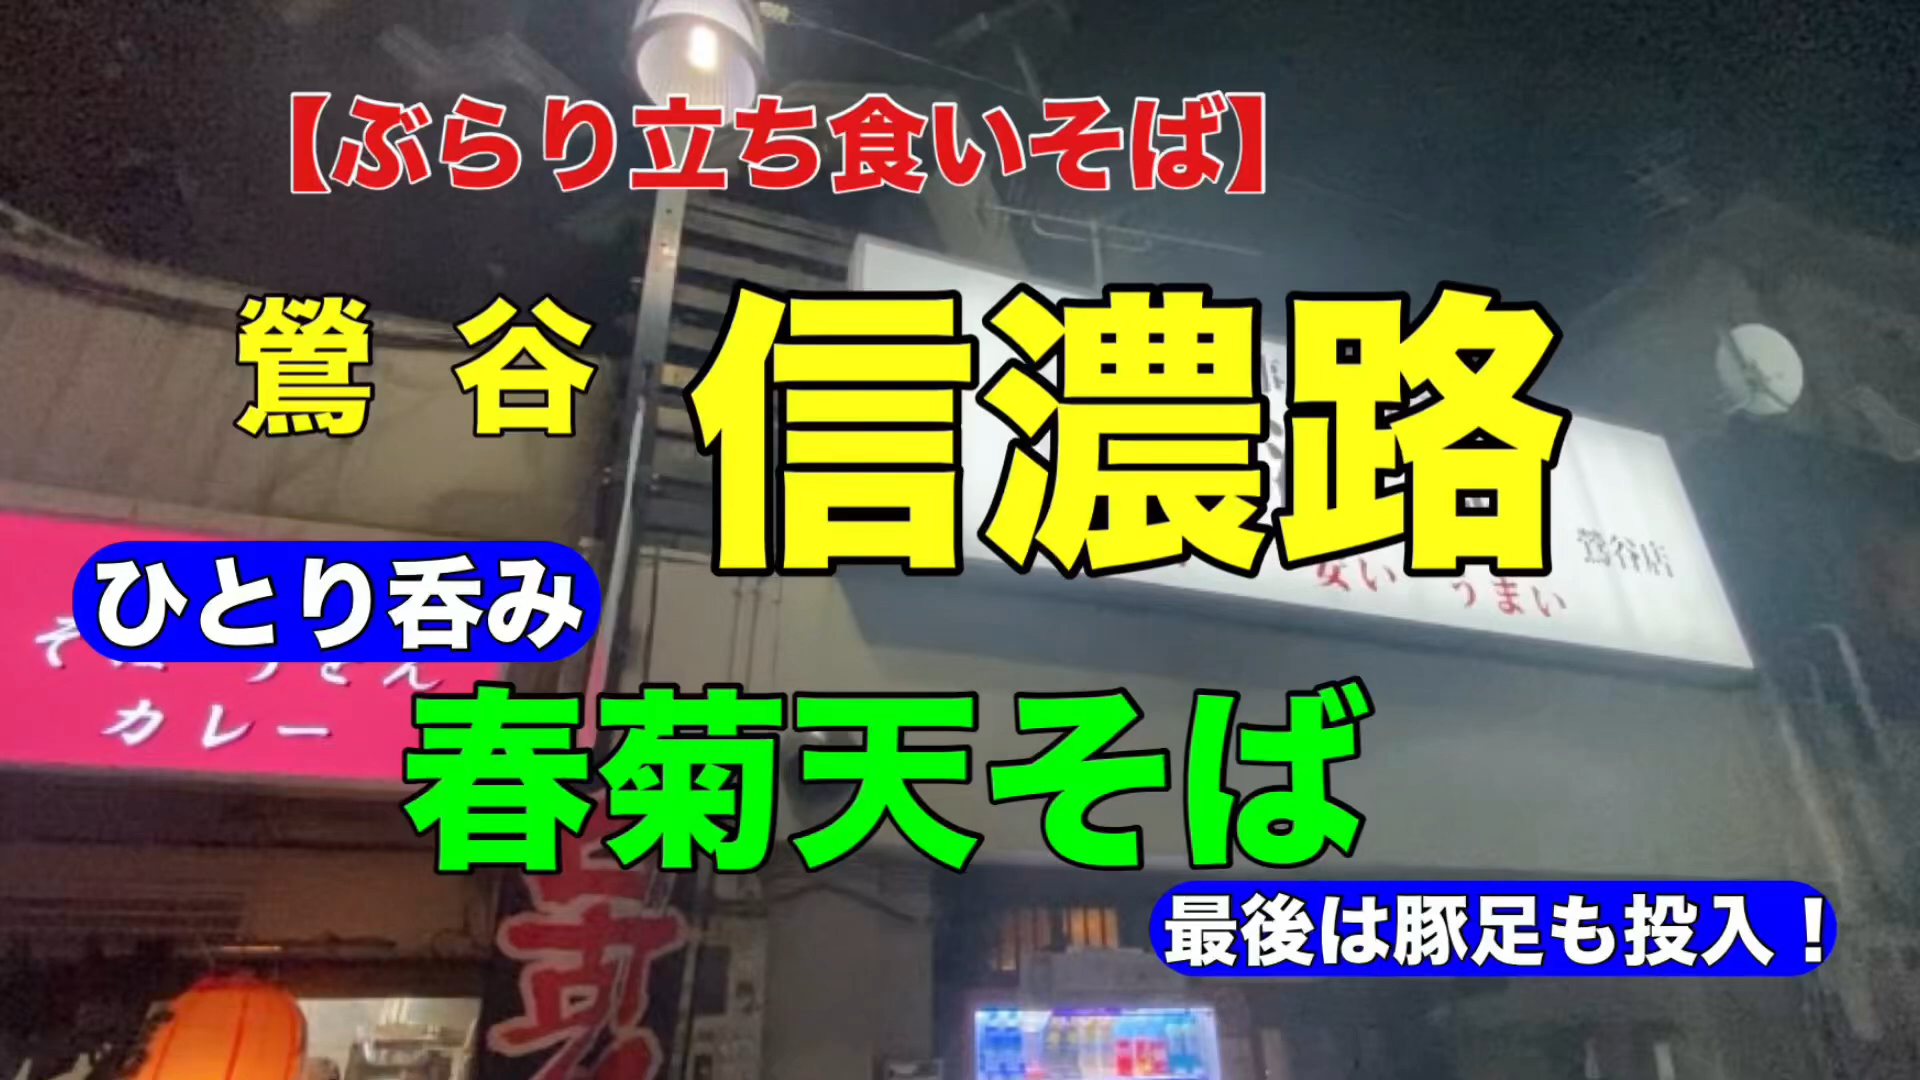 【ぶらり立ち食いそば】
鶯谷 信濃路
鶯谷店
うまい
ひとり呑み
カレー
春菊天そば
最後は豚足も投入！